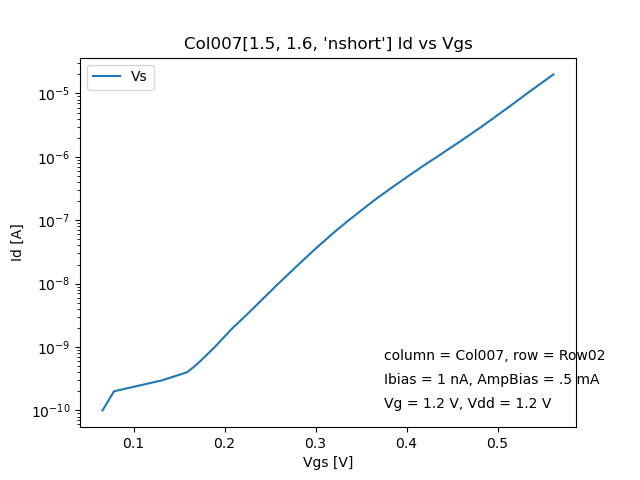 Col007[1.5, 1.6, 'nshort'] Id vs Vgs
Vs
10⁻⁵
10⁻⁶
10⁻⁷
10⁻⁸
10⁻⁹
10⁻¹⁰
Id [A]
column = Col007, row = Row02
Ibias = 1 nA, AmpBias = .5 mA
Vg = 1.2 V, Vdd = 1.2 V
0.1 0.2 0.3 0.4 0.5
Vgs [V]